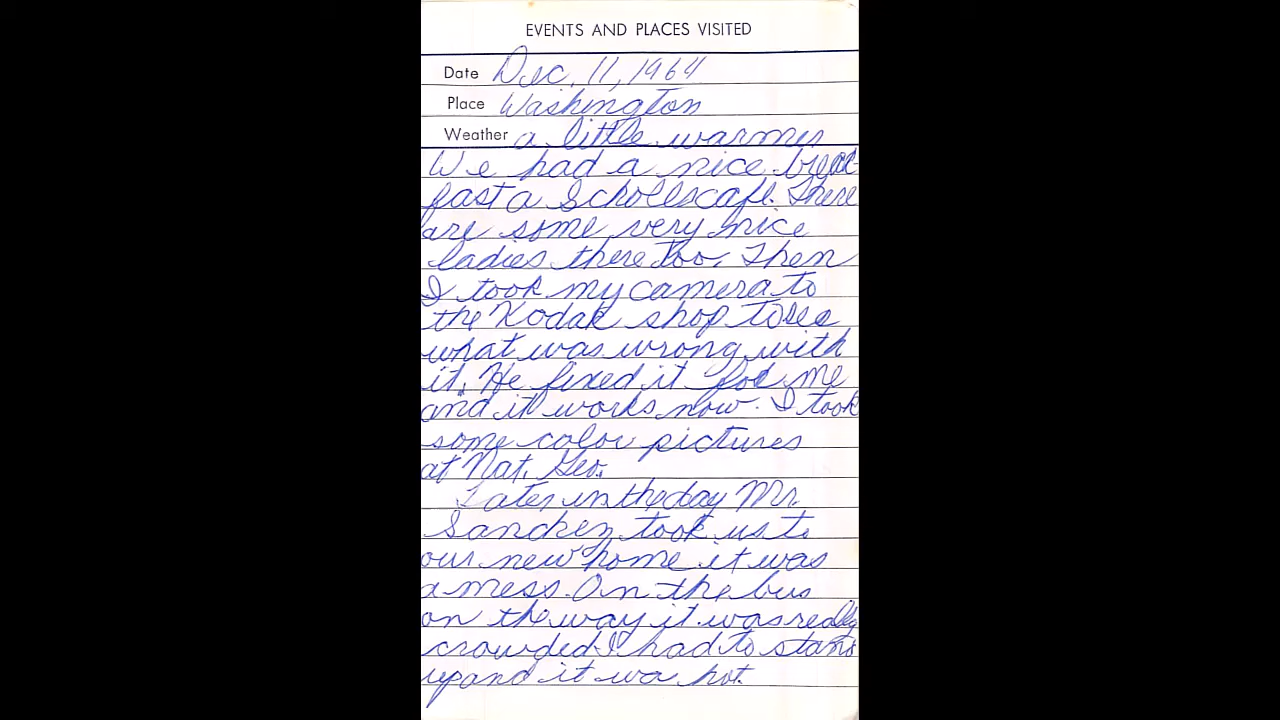 EVENTS AND PLACES VISITED
Date Dec. 11, 1964
Place Washington
Weather a little warmer
We had a nice break-
fast a Schollscafe. There
are some very nice
ladies there too. Then
I took my camera to
the Kodak shop to see
what was wrong with
it. He fixed it for me
and it works now. I took
some color pictures
at Nat. Geo.
Later in the day Mr.
Sanchez took us to
our new home it was
a mess. On the bus
on the way it was really
crowded I had to stand
up and it wa hot.